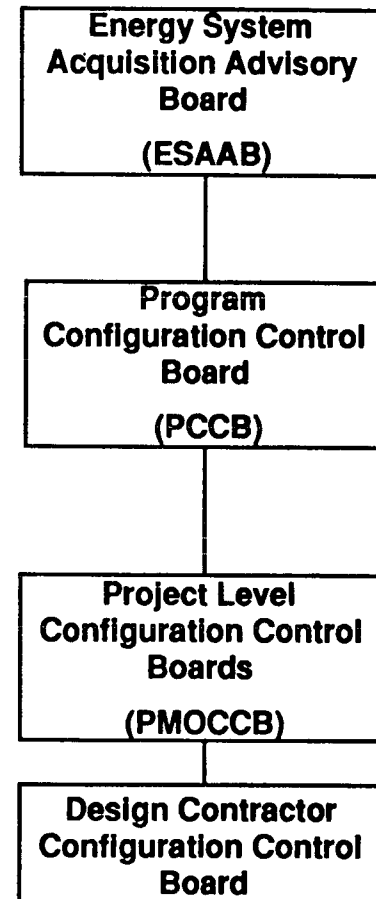 Energy System
Acquisition Advisory
Board
(ESAAB)
Program
Configuration Control
Board
(PCCB)
Project Level
Configuration Control
Boards
(PMOCCB)
Design Contractor
Configuration Control
Board